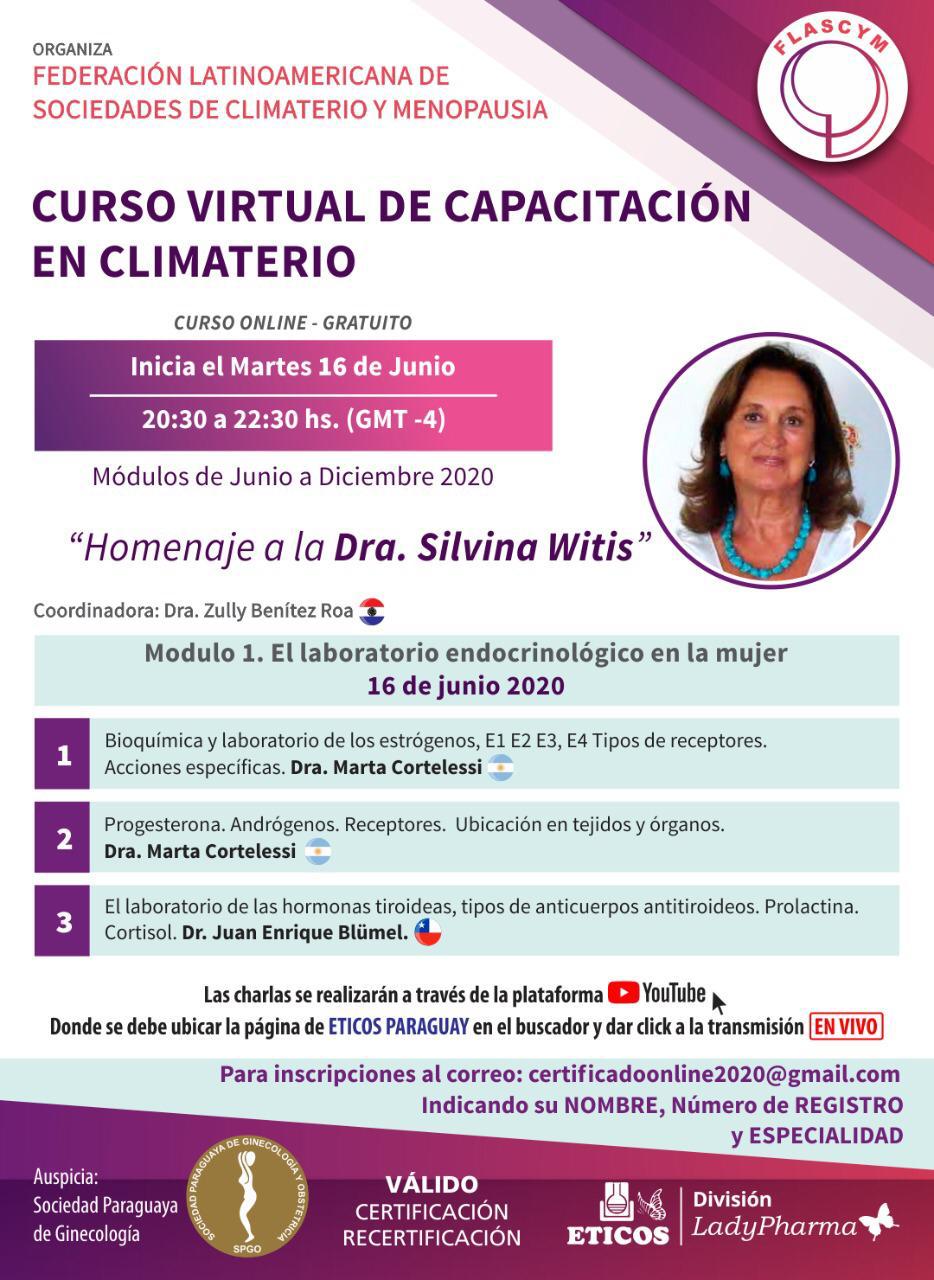 ORGANIZA
FEDERACIÓN LATINOAMERICANA DE
SOCIEDADES DE CLIMATERIO Y MENOPAUSIA
FLASCYM
CURSO VIRTUAL DE CAPACITACIÓN
EN CLIMATERIO
CURSO ONLINE - GRATUITO
Inicia el Martes 16 de Junio
20:30 a 22:30 hs. (GMT -4)
Módulos de Junio a Diciembre 2020
“Homenaje a la Dra. Silvina Witis”
Coordinadora: Dra. Zully Benítez Roa
Modulo 1. El laboratorio endocrinológico en la mujer
16 de junio 2020
1
Bioquímica y laboratorio de los estrógenos, E1 E2 E3, E4 Tipos de receptores.
Acciones específicas. Dra. Marta Cortelessi
2
Progesterona. Andrógenos. Receptores. Ubicación en tejidos y órganos.
Dra. Marta Cortelessi
3
El laboratorio de las hormonas tiroideas, tipos de anticuerpos antitiroideos. Prolactina.
Cortisol. Dr. Juan Enrique Blümel.
Las charlas se realizarán a través de la plataforma YouTube
Donde se debe ubicar la página de ETICOS PARAGUAY en el buscador y dar click a la transmisión EN VIVO
Para inscripciones al correo: certificadoonline2020@gmail.com
Indicando su NOMBRE, Número de REGISTRO
y ESPECIALIDAD
Auspicia:
Sociedad Paraguaya
de Ginecología
SOCIEDAD PARAGUAYA DE GINECOLOGIA Y OBSTETRICIA
SPGO
VÁLIDO
CERTIFICACIÓN
RECERTIFICACIÓN
ETICOS
División
LadyPharma